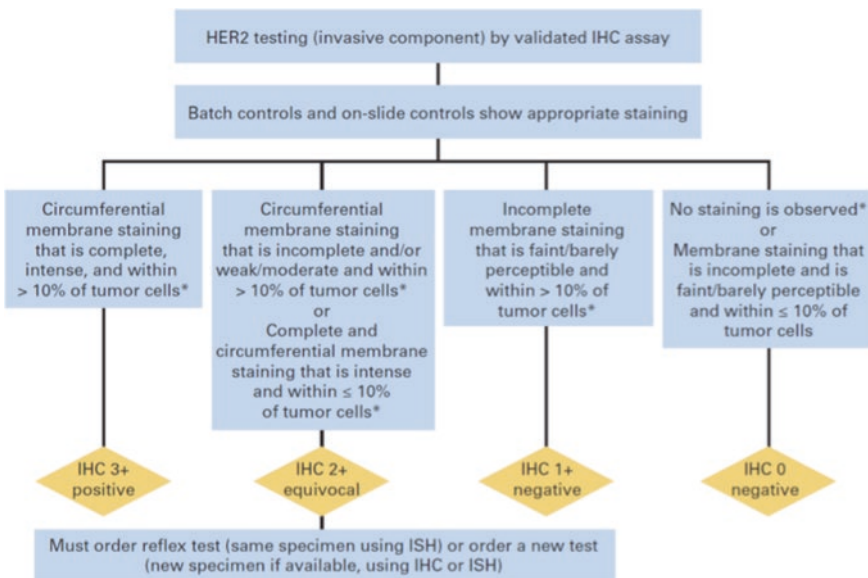 HER2 testing (invasive component) by validated IHC assay
Batch controls and on-slide controls show appropriate staining
Circumferential
membrane staining
that is complete,
intense, and within
> 10% of tumor cells*
Circumferential
membrane staining
that is incomplete and/or
weak/moderate and within
> 10% of tumor cells*
or
Complete and
circumferential membrane
staining that is intense
and within ≤ 10%
of tumor cells*
Incomplete
membrane staining
that is faint/barely
perceptible and
within > 10% of
tumor cells*
No staining is observed*
or
Membrane staining that
is incomplete and is
faint/barely perceptible
and within ≤ 10% of
tumor cells
IHC 3+
positive
IHC 2+
equivocal
IHC 1+
negative
IHC 0
negative
Must order reflex test (same specimen using ISH) or order a new test
(new specimen if available, using IHC or ISH)